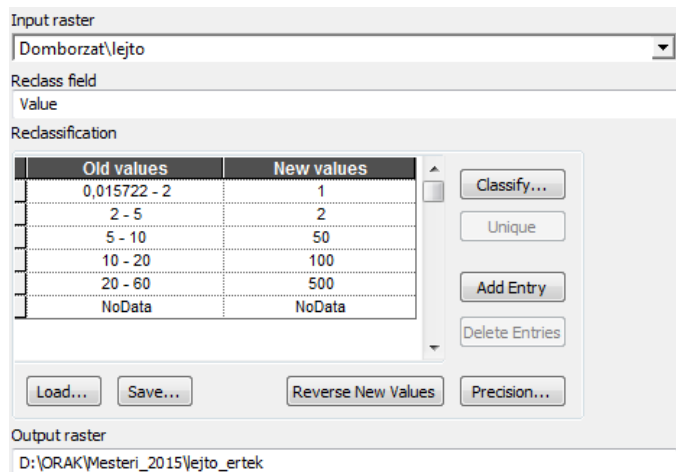 Input raster
Domborzat\lejto
Reclass field
Value
Reclassification
Old values New values
0,015722 - 2 1
2 - 5 2
5 - 10 50
10 - 20 100
20 - 60 500
NoData NoData
Classify...
Unique
Add Entry
Delete Entries
Load... Save... Reverse New Values Precision...
Output raster
D:\ORAK\Mesteri_2015\lejto_ertek